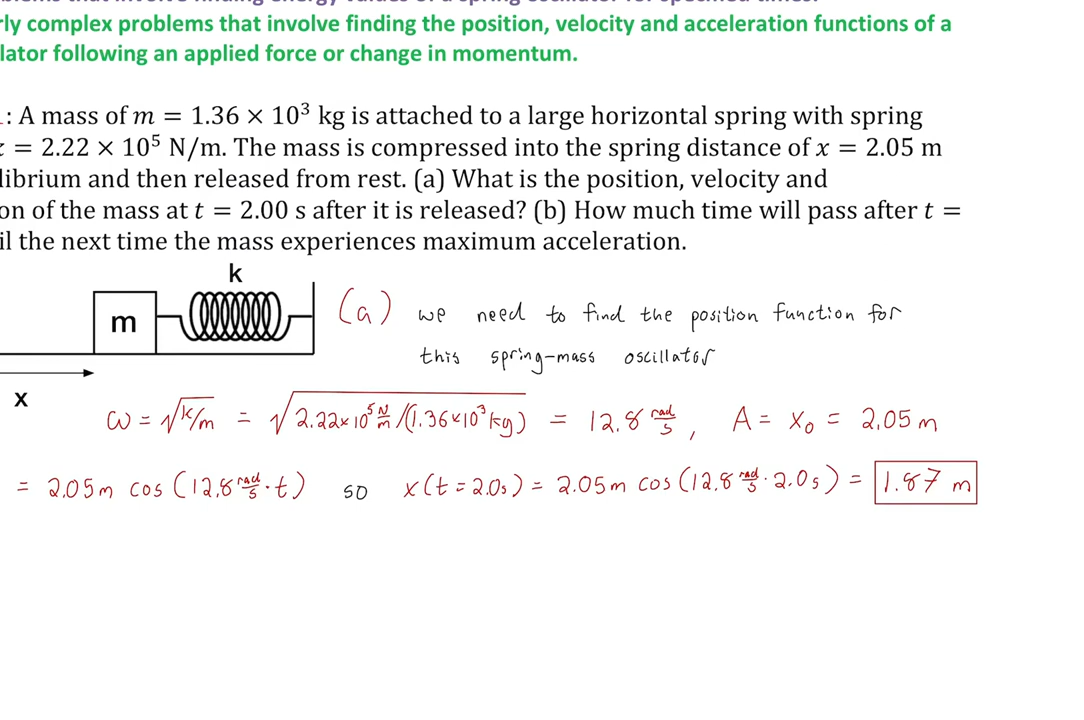 rly complex problems that involve finding the position, velocity and acceleration functions of a
lator following an applied force or change in momentum.
: A mass of m = 1.36 × 10³ kg is attached to a large horizontal spring with spring
= 2.22 × 10⁵ N/m. The mass is compressed into the spring distance of x = 2.05 m
librium and then released from rest. (a) What is the position, velocity and
on of the mass at t = 2.00 s after it is released? (b) How much time will pass after t =
il the next time the mass experiences maximum acceleration.
k
m
x
(a) we need to find the position function for
this spring-mass oscillator
ω = √k/m = √2.22×10⁵ N/m /(1.36×10³ kg) = 12.8 rad/s , A = x₀ = 2.05 m
= 2.05 m cos (12.8 rad/s · t) so x(t = 2.0s) = 2.05 m cos (12.8 rad/s · 2.0s) = 1.87 m